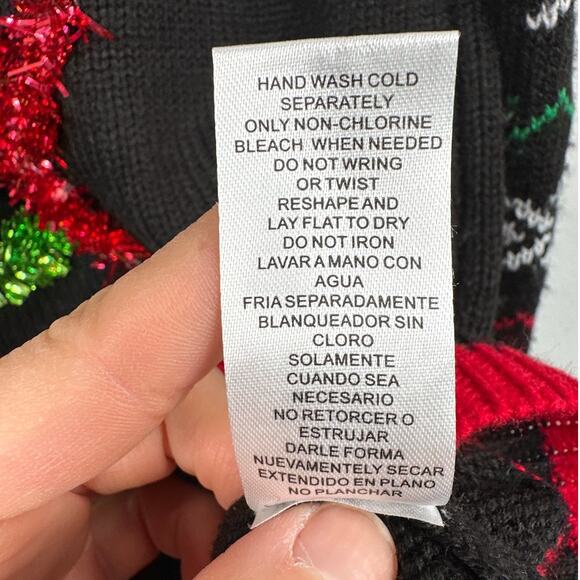 HAND WASH COLD
SEPARATELY
ONLY NON-CHLORINE
BLEACH WHEN NEEDED
DO NOT WRING
OR TWIST
RESHAPE AND
LAY FLAT TO DRY
DO NOT IRON
LAVAR A MANO CON
AGUA
FRIA SEPARADAMENTE
BLANQUEADOR SIN
CLORO
SOLAMENTE
CUANDO SEA
NECESARIO
NO RETORCER O
ESTRUJAR
DARLE FORMA
NUEVAMENTELY SECAR
EXTENDIDO EN PLANO
NO PLANCHAR